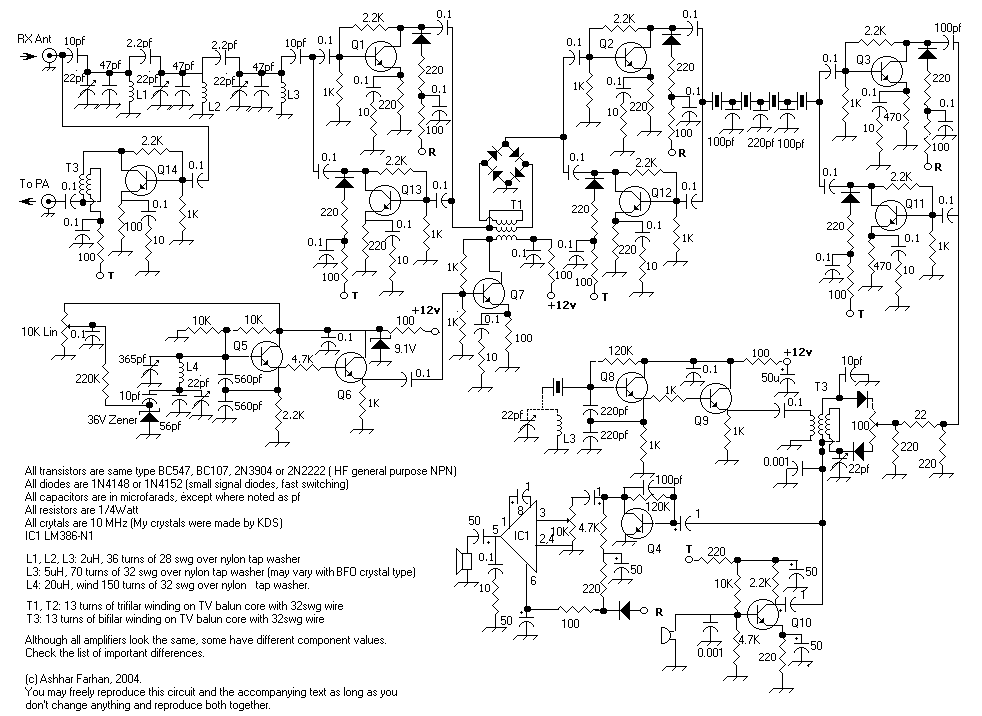 RX Ant
10pf
2.2pf
2.2pf
10pf
0.1
2.2K
0.1
Q1
22pf
47pf
22pf
47pf
22pf
47pf
L1
L2
L3
1K
0.1
10
220
220
0.1
100
R
0.1
2.2K
0.1
Q2
1K
0.1
10
220
220
0.1
100
R
100pf
220pf
100pf
0.1
2.2K
100pf
Q3
1K
0.1
10
470
220
0.1
100
R
To PA
T3
0.1
2.2K
Q14
0.1
0.1
100
0.1
10
1K
100
T
0.1
2.2K
0.1
Q13
220
0.1
100
T
220
0.1
10
1K
T1
0.1
100
+12v
0.1
2.2K
0.1
Q12
220
0.1
100
T
220
0.1
10
1K
0.1
2.2K
0.1
Q11
220
0.1
100
T
470
0.1
10
1K
1K
Q7
1K
0.1
10
100
10K Lin
0.1
10K
10K
Q5
0.1
100
+12v
9.1V
4.7K
Q6
0.1
1K
365pf
L4
22pf
560pf
560pf
220K
10pf
36V Zener
56pf
2.2K
120K
Q8
0.1
100
+12v
50u
1K
Q9
0.1
1K
22pf
L3
220pf
220pf
1K
T3
10pf
100
22
220
220
22pf
0.001
All transistors are same type BC547, BC107, 2N3904 or 2N2222 ( HF general purpose NPN)
All diodes are 1N4148 or 1N4152 (small signal diodes, fast switching)
All capacitors are in microfarads, except where noted as pf
All resistors are 1/4Watt
All crytals are 10 MHz (My crystals were made by KDS)
IC1 LM386-N1
L1, L2, L3: 2uH, 36 turns of 28 swg over nylon tap washer
L3: 5uH, 70 turns of 32 swg over nylon tap washer (may vary with BFO crystal type)
L4: 20uH, wind 150 turns of 32 swg over nylon tap washer.
T1, T2: 13 turns of trifilar winding on TV balun core with 32swg wire
T3: 13 turns of bifilar winding on TV balun core with 32swg wire
Although all amplifiers look the same, some have different component values.
Check the list of important differences.
(c) Ashhar Farhan, 2004.
You may freely reproduce this circuit and the accompanying text as long as you
don't change anything and reproduce both together.
1
1
100pf
120K
50
5
1
8
3
IC1
2,4
6
10K
4.7K
Q4
1
0.1
10
50
220
50
100
R
T
220
10K
2.2K
1
Q10
0.001
4.7K
220
50